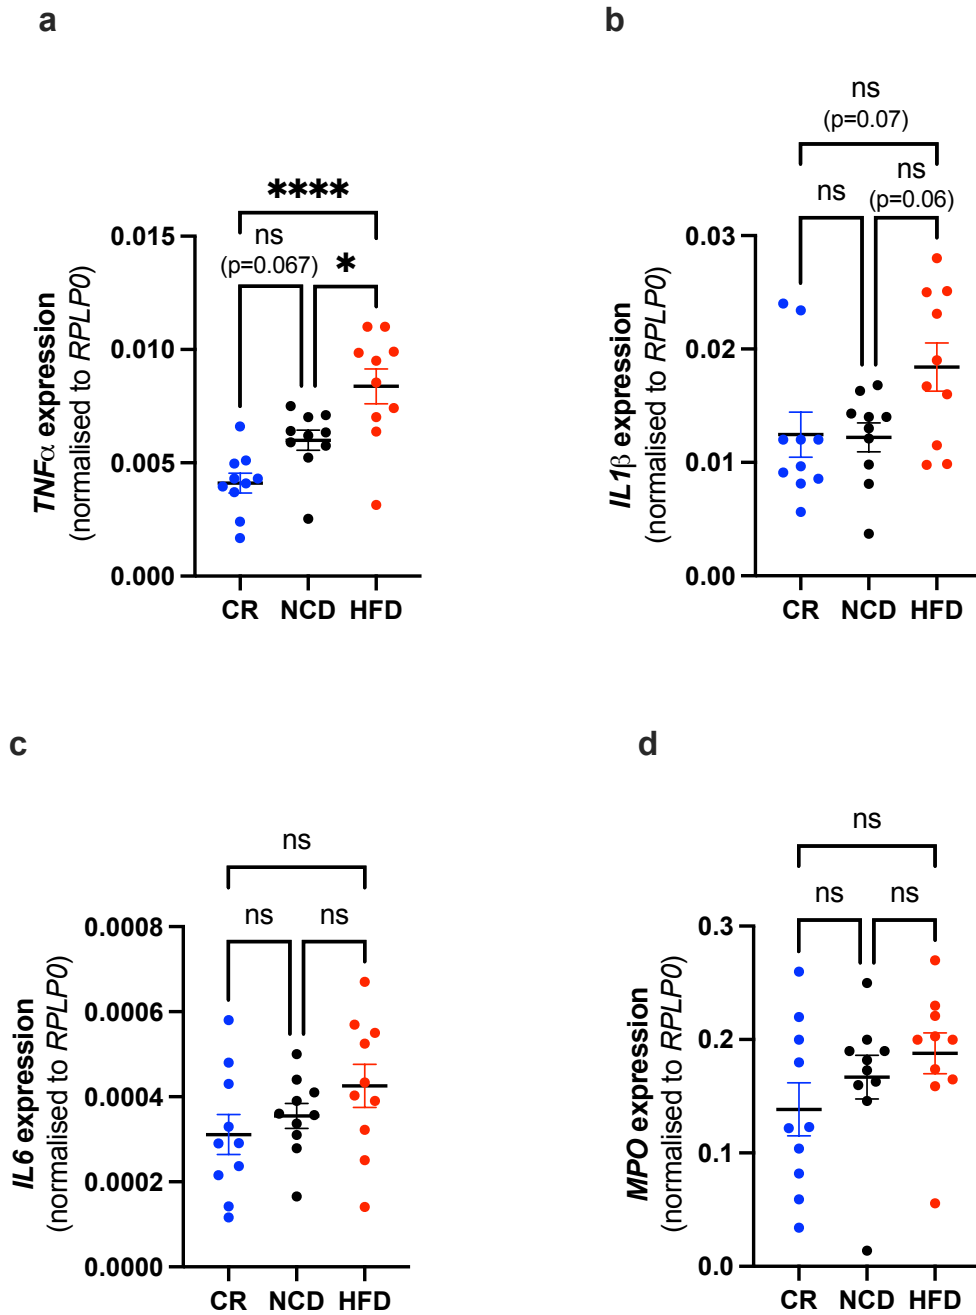 a
****
ns
(p=0.067)
*
0.015
0.010
0.005
0.000
TNFα expression
(normalised to RPLP0)
CR NCD HFD
b
ns
(p=0.07)
ns
ns
(p=0.06)
0.03
0.02
0.01
0.00
IL1β expression
(normalised to RPLP0)
CR NCD HFD
c
ns
ns ns
0.0008
0.0006
0.0004
0.0002
0.0000
IL6 expression
(normalised to RPLP0)
CR NCD HFD
d
ns
ns ns
0.3
0.2
0.1
0.0
MPO expression
(normalised to RPLP0)
CR NCD HFD